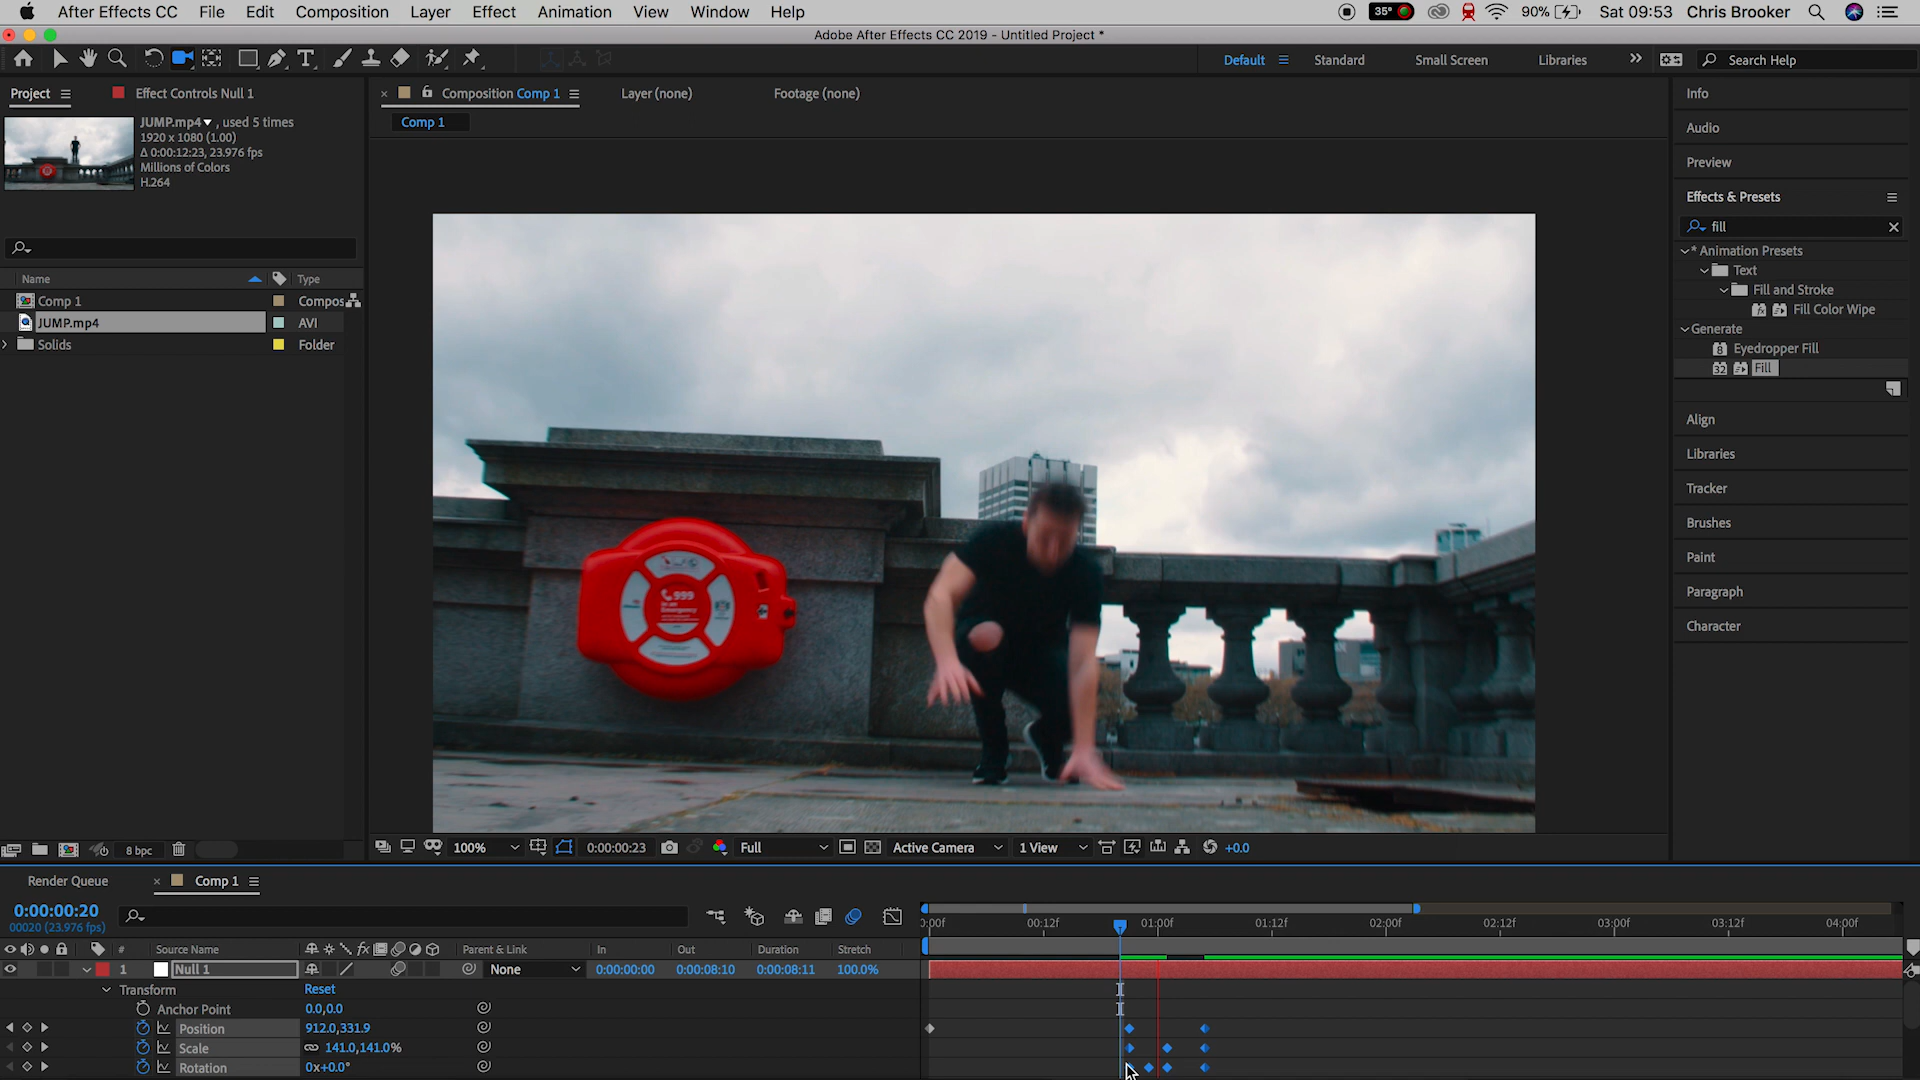 After Effects CC File Edit Composition Layer Effect Animation View Window Help 35° 90% Sat 09:53 Chris Brooker
Adobe After Effects CC 2019 - Untitled Project *
Default Standard Small Screen Libraries Search Help
Project Effect Controls Null 1
JUMP.mp4 , used 5 times
1920 x 1080 (1.00)
Δ 0:00:12:23, 23.976 fps
Millions of Colors
H.264
Name Type
Comp 1 Compos
JUMP.mp4 AVI
Solids Folder
8 bpc
Composition Comp 1 Layer (none) Footage (none)
Comp 1
999
in an
Emergency
100% 0:00:00:23 Full Active Camera 1 View +0.0
Info
Audio
Preview
Effects & Presets
fill
* Animation Presets
Text
Fill and Stroke
Fill Color Wipe
Generate
Eyedropper Fill
32 Fill
Align
Libraries
Tracker
Brushes
Paint
Paragraph
Character
Render Queue Comp 1
0:00:00:20
00020 (23.976 fps)
# Source Name Parent & Link In Out Duration Stretch
1 Null 1 None 0:00:00:00 0:00:08:10 0:00:08:11 100.0%
Transform Reset
Anchor Point 0.0,0.0
Position 912.0,331.9
Scale 141.0,141.0%
Rotation 0x+0.0°
0:00f 00:12f 01:00f 01:12f 02:00f 02:12f 03:00f 03:12f 04:00f